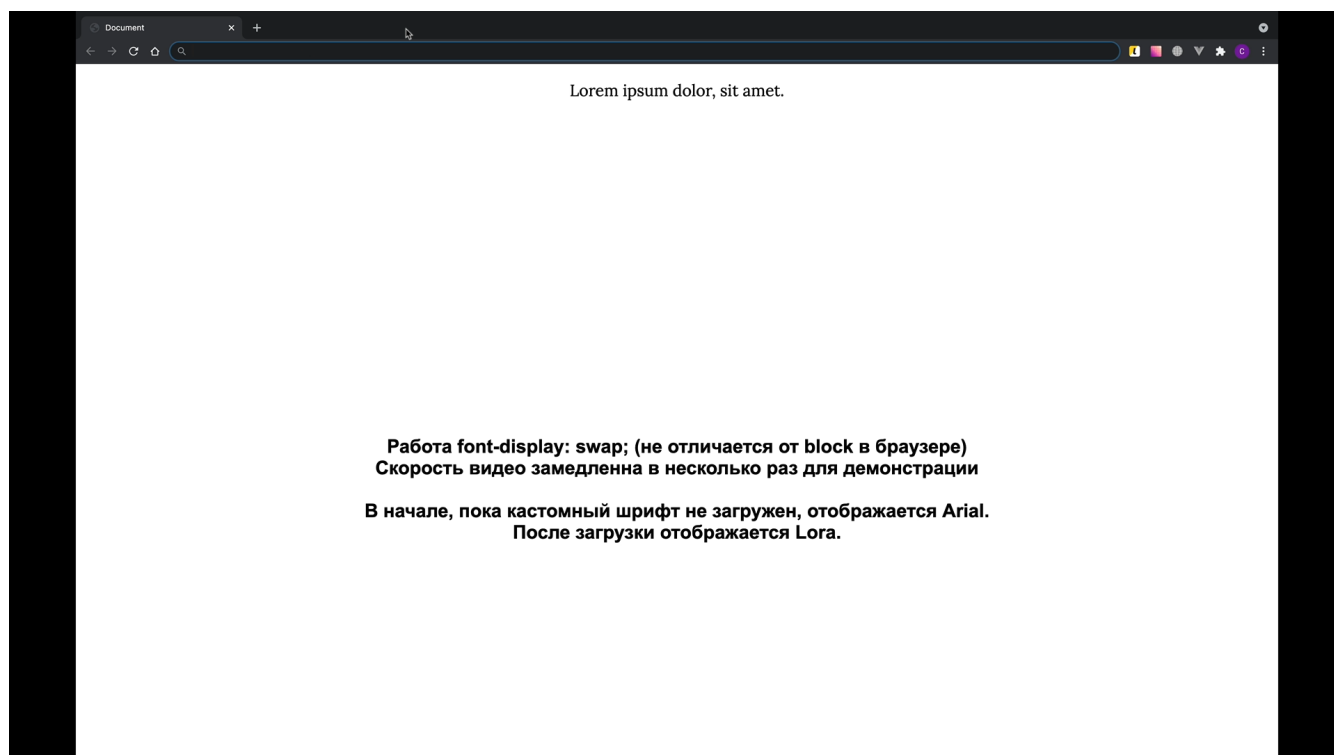 Document
Lorem ipsum dolor, sit amet.
Работа font-display: swap; (не отличается от block в браузере)
Скорость видео замедленна в несколько раз для демонстрации
В начале, пока кастомный шрифт не загружен, отображается Arial.
После загрузки отображается Lora.